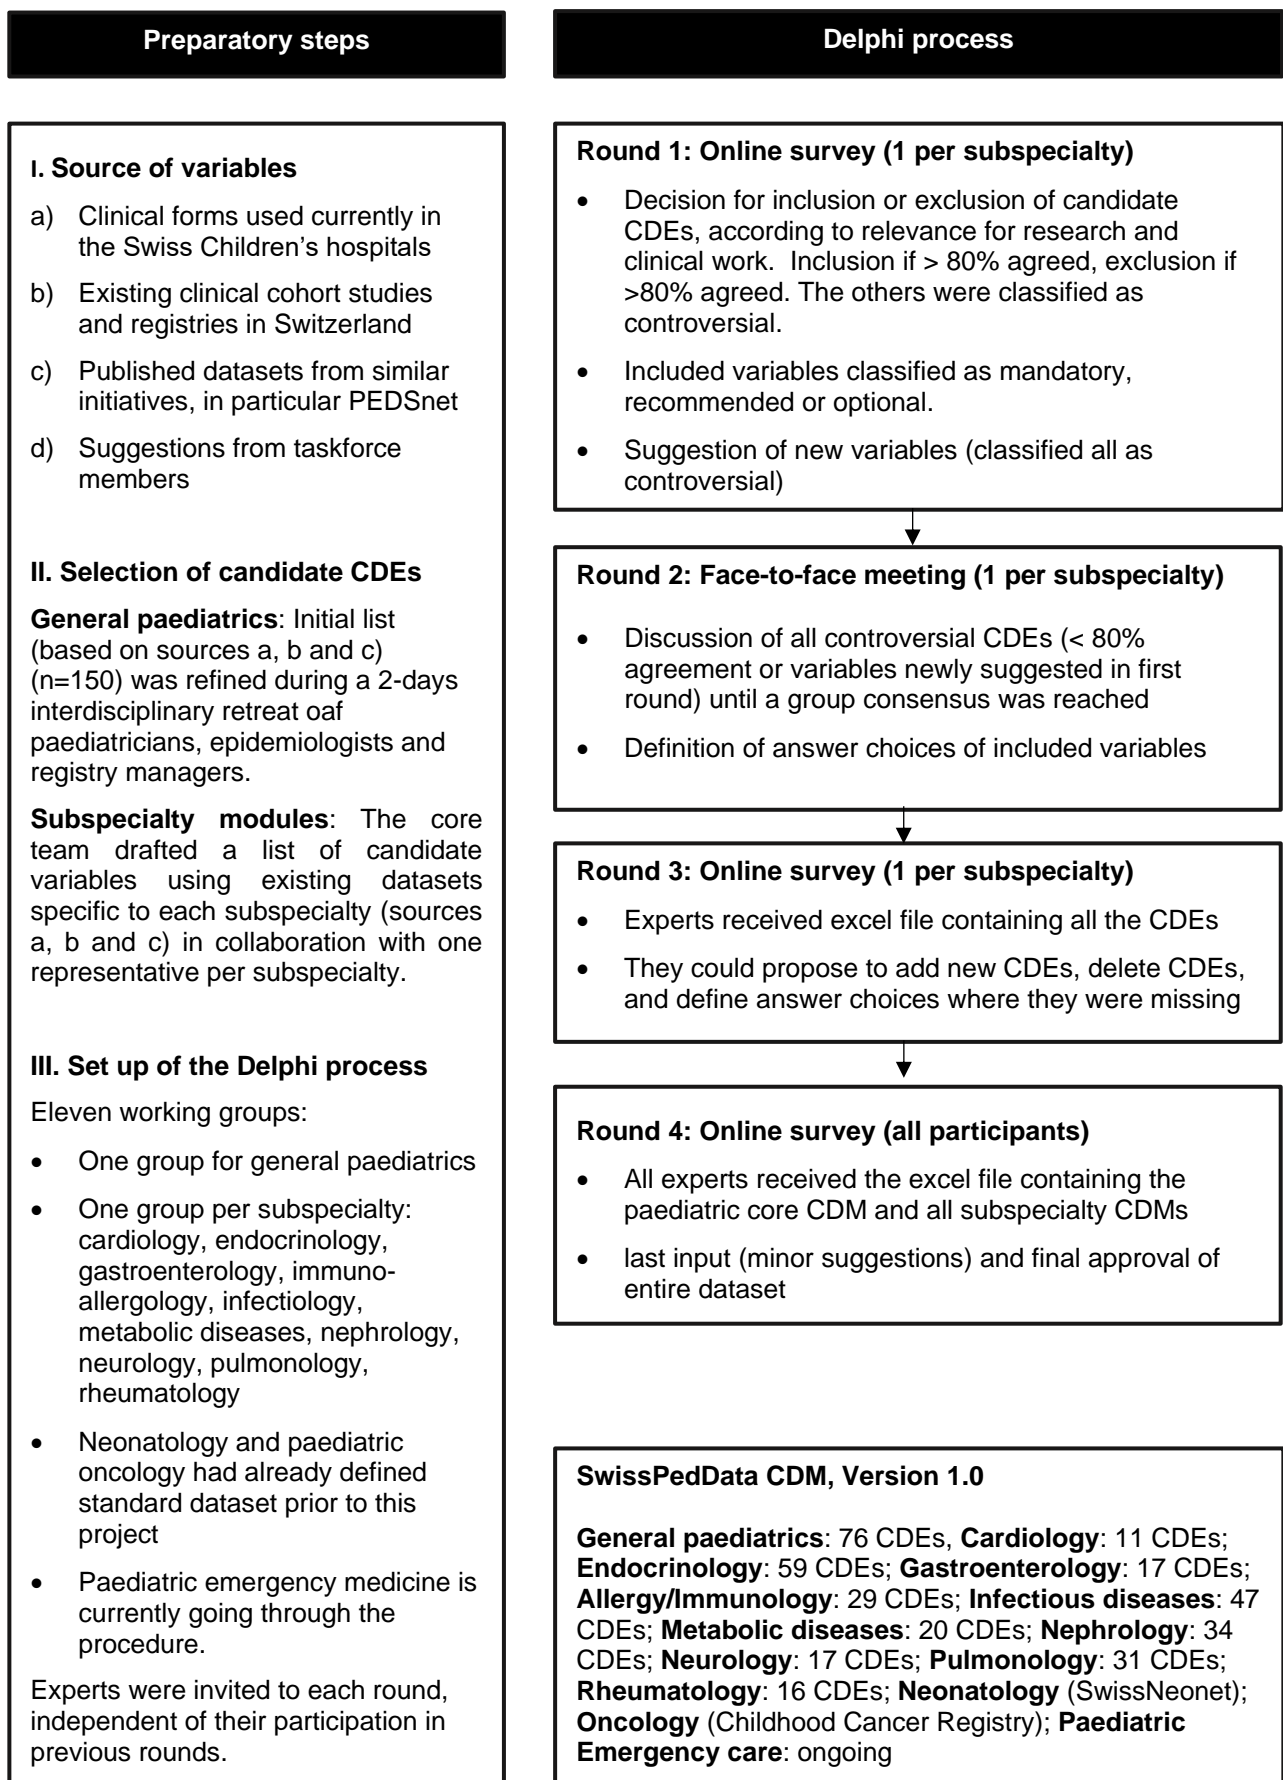 Preparatory steps
I. Source of variables
a) Clinical forms used currently in
the Swiss Children's hospitals
b) Existing clinical cohort studies
and registries in Switzerland
c) Published datasets from similar
initiatives, in particular PEDSnet
d) Suggestions from taskforce
members
II. Selection of candidate CDEs
General paediatrics: Initial list
(based on sources a, b and c)
(n=150) was refined during a 2-days
interdisciplinary retreat oaf
paediatricians, epidemiologists and
registry managers.
Subspecialty modules: The core
team drafted a list of candidate
variables using existing datasets
specific to each subspecialty (sources
a, b and c) in collaboration with one
representative per subspecialty.
III. Set up of the Delphi process
Eleven working groups:
• One group for general paediatrics
• One group per subspecialty:
cardiology, endocrinology,
gastroenterology, immuno-
allergology, infectiology,
metabolic diseases, nephrology,
neurology, pulmonology,
rheumatology
• Neonatology and paediatric
oncology had already defined
standard dataset prior to this
project
• Paediatric emergency medicine is
currently going through the
procedure.
Experts were invited to each round,
independent of their participation in
previous rounds.
Delphi process
Round 1: Online survey (1 per subspecialty)
• Decision for inclusion or exclusion of candidate
CDEs, according to relevance for research and
clinical work. Inclusion if > 80% agreed, exclusion if
>80% agreed. The others were classified as
controversial.
• Included variables classified as mandatory,
recommended or optional.
• Suggestion of new variables (classified all as
controversial)
Round 2: Face-to-face meeting (1 per subspecialty)
• Discussion of all controversial CDEs (< 80%
agreement or variables newly suggested in first
round) until a group consensus was reached
• Definition of answer choices of included variables
Round 3: Online survey (1 per subspecialty)
• Experts received excel file containing all the CDEs
• They could propose to add new CDEs, delete CDEs,
and define answer choices where they were missing
Round 4: Online survey (all participants)
• All experts received the excel file containing the
paediatric core CDM and all subspecialty CDMs
• last input (minor suggestions) and final approval of
entire dataset
SwissPedData CDM, Version 1.0
General paediatrics: 76 CDEs, Cardiology: 11 CDEs;
Endocrinology: 59 CDEs; Gastroenterology: 17 CDEs;
Allergy/Immunology: 29 CDEs; Infectious diseases: 47
CDEs; Metabolic diseases: 20 CDEs; Nephrology: 34
CDEs; Neurology: 17 CDEs; Pulmonology: 31 CDEs;
Rheumatology: 16 CDEs; Neonatology (SwissNeonet);
Oncology (Childhood Cancer Registry); Paediatric
Emergency care: ongoing